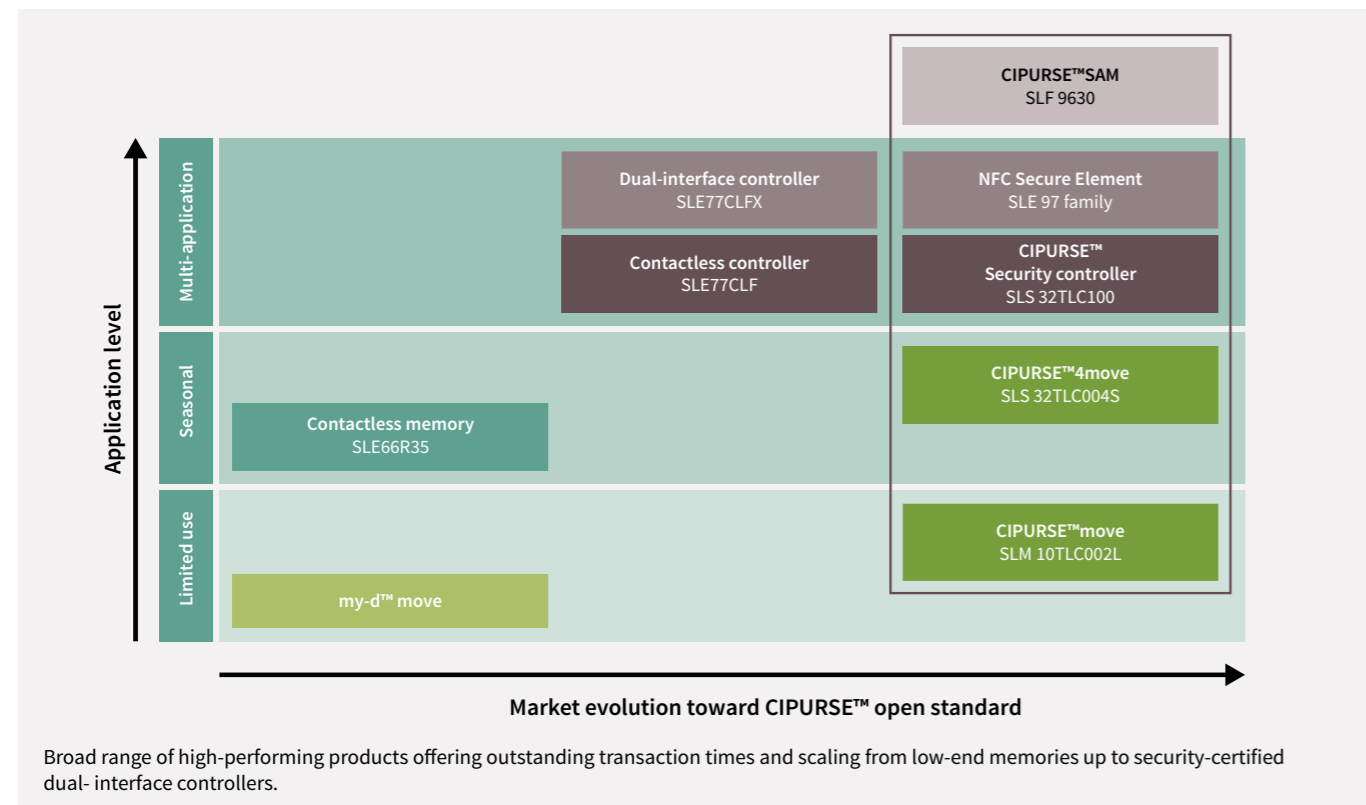 CIPURSE™SAM
SLF 9630
Application level
Multi-application
Dual-interface controller
SLE77CLFX
NFC Secure Element
SLE 97 family
Contactless controller
SLE77CLF
CIPURSE™
Security controller
SLS 32TLC100
Seasonal
CIPURSE™4move
SLS 32TLC004S
Contactless memory
SLE66R35
Limited use
CIPURSE™move
SLM 10TLC002L
my-d™ move
Market evolution toward CIPURSE™ open standard
Broad range of high-performing products offering outstanding transaction times and scaling from low-end memories up to security-certified
dual- interface controllers.